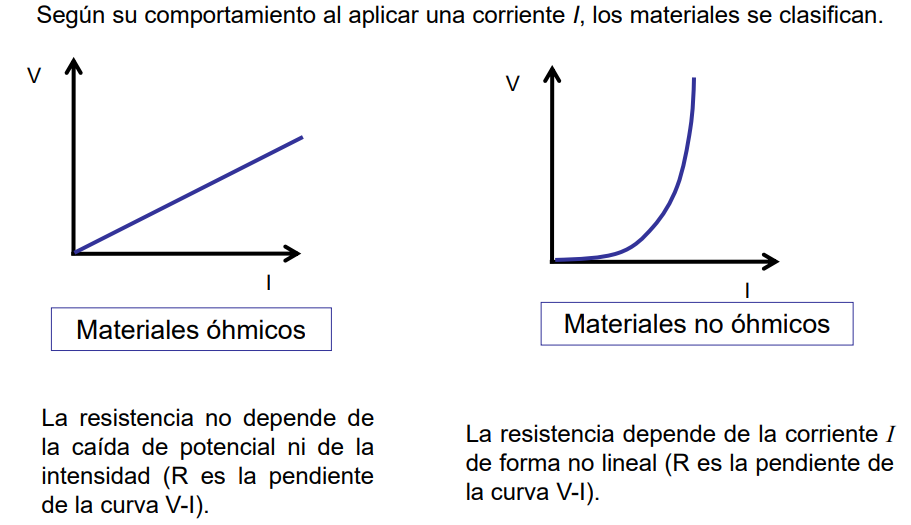 Según su comportamiento al aplicar una corriente I, los materiales se clasifican.
V
I
Materiales óhmicos
La resistencia no depende de
la caída de potencial ni de la
intensidad (R es la pendiente
de la curva V-I).
V
I
Materiales no óhmicos
La resistencia depende de la corriente I
de forma no lineal (R es la pendiente de
la curva V-I).